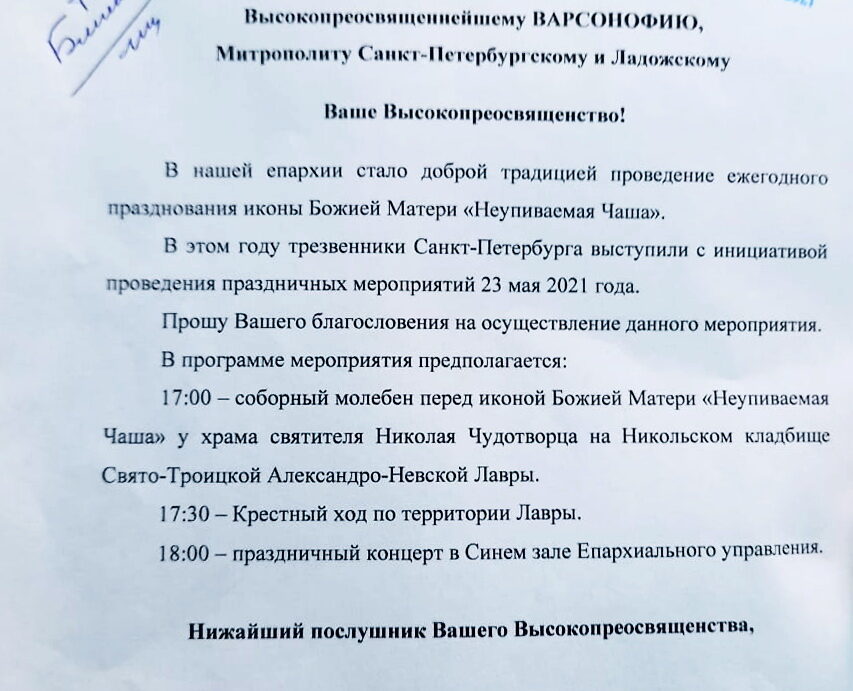 Высокопреосвященнейшему ВАРСОНОФИЮ,
Митрополиту Санкт-Петербургскому и Ладожскому
Ваше Высокопреосвященство!
В нашей епархии стало доброй традицией проведение ежегодного
празднования иконы Божией Матери «Неупиваемая Чаша».
В этом году трезвенники Санкт-Петербурга выступили с инициативой
проведения праздничных мероприятий 23 мая 2021 года.
Прошу Вашего благословения на осуществление данного мероприятия.
В программе мероприятия предполагается:
17:00 – соборный молебен перед иконой Божией Матери «Неупиваемая
Чаша» у храма святителя Николая Чудотворца на Никольском кладбище
Свято-Троицкой Александро-Невской Лавры.
17:30 – Крестный ход по территории Лавры.
18:00 – праздничный концерт в Синем зале Епархиального управления.
Нижайший послушник Вашего Высокопреосвященства,